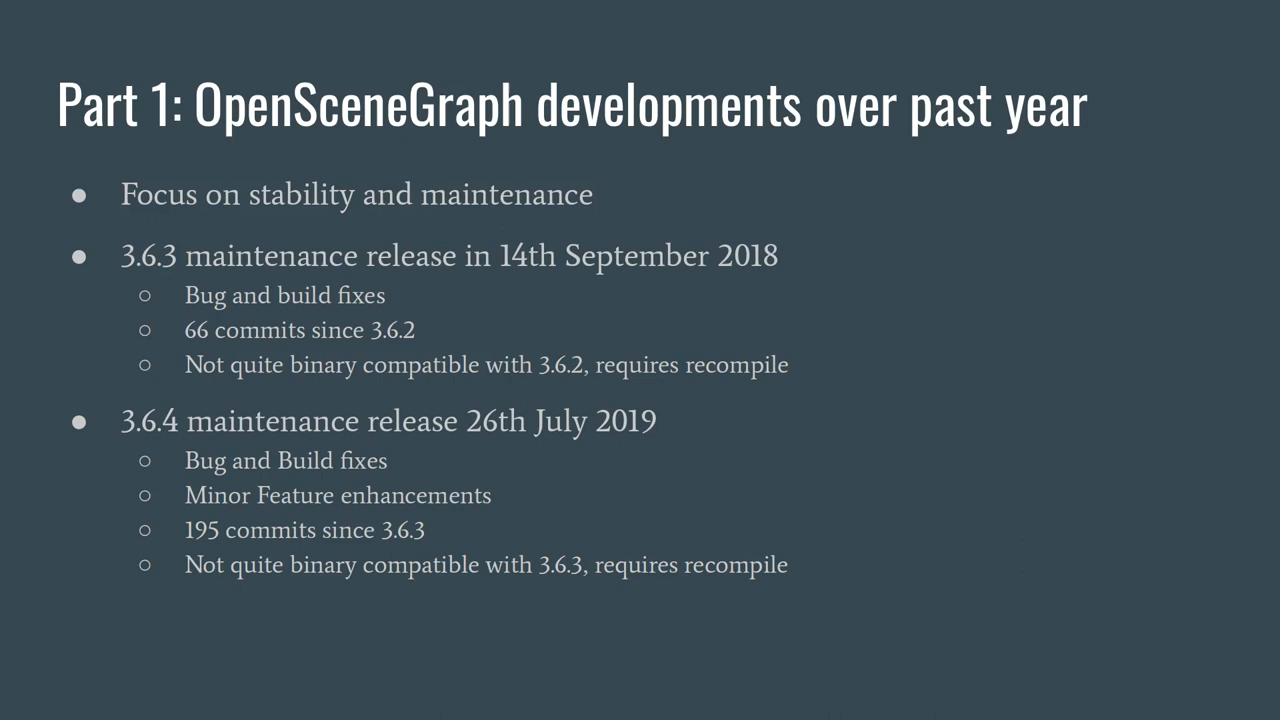 Part 1: OpenSceneGraph developments over past year
● Focus on stability and maintenance
● 3.6.3 maintenance release in 14th September 2018
○ Bug and build fixes
○ 66 commits since 3.6.2
○ Not quite binary compatible with 3.6.2, requires recompile
● 3.6.4 maintenance release 26th July 2019
○ Bug and Build fixes
○ Minor Feature enhancements
○ 195 commits since 3.6.3
○ Not quite binary compatible with 3.6.3, requires recompile